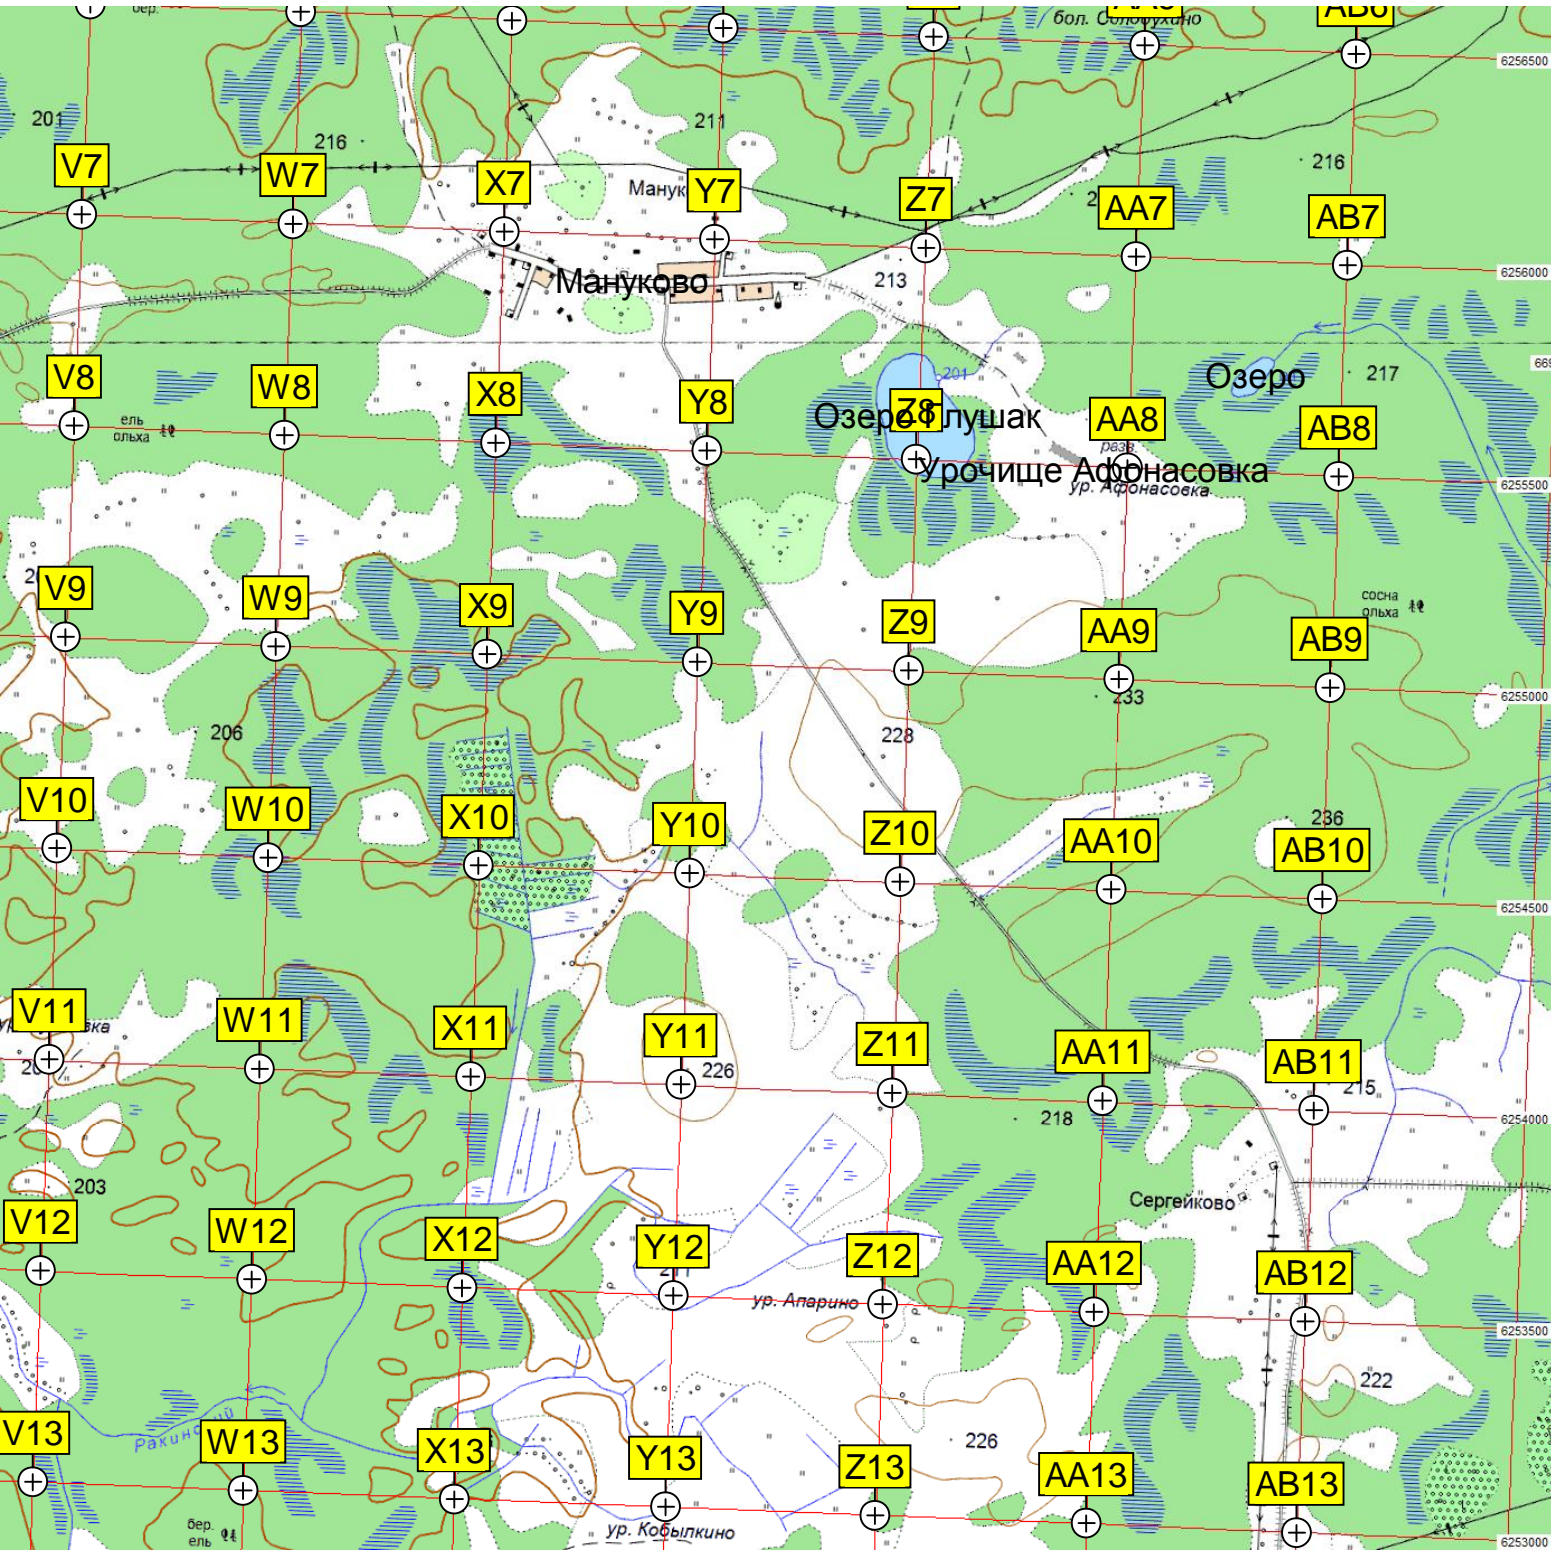 бол. Солодухино
AB6
6256500
201
216
211
216
V7
W7
X7
Y7
Z7
AA7
AB7
Мануково
213
6256000
V8
W8
X8
Y8
Z8
AA8
AB8
201
Озеро
217
ель
ольха
Озеро Глушак
разв.
Урочище Афонасовка
ур. Афонасовка
6255500
V9
W9
X9
Y9
Z9
AA9
AB9
сосна
ольха
233
6255000
206
228
V10
W10
X10
Y10
Z10
AA10
AB10
236
6254500
V11
W11
X11
Y11
Z11
AA11
AB11
226
218
215
6254000
203
Сергейково
V12
W12
X12
Y12
Z12
AA12
AB12
ур. Апарино
6253500
222
V13
W13
X13
Y13
Z13
AA13
AB13
226
бер.
ель
ур. Кобылкино
6253000